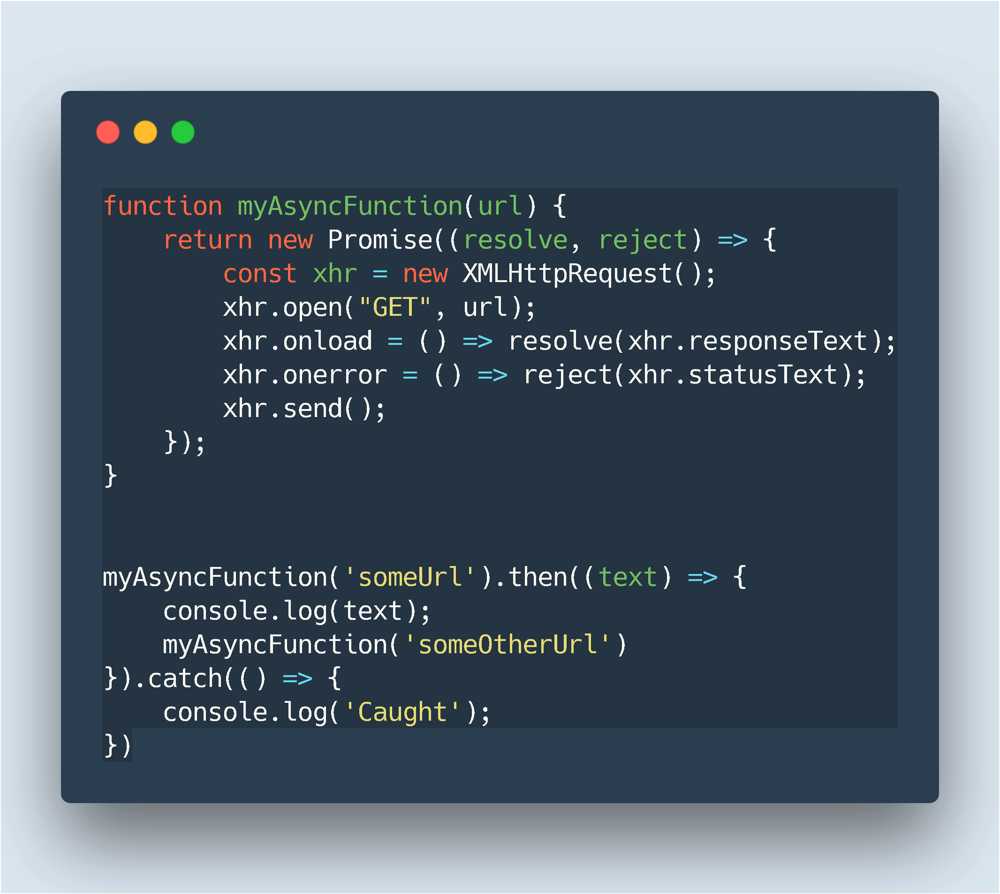 function myAsyncFunction(url) {
    return new Promise((resolve, reject) => {
        const xhr = new XMLHttpRequest();
        xhr.open("GET", url);
        xhr.onload = () => resolve(xhr.responseText);
        xhr.onerror = () => reject(xhr.statusText);
        xhr.send();
    });
}
myAsyncFunction('someUrl').then((text) => {
    console.log(text);
    myAsyncFunction('someOtherUrl')
}).catch(() => {
    console.log('Caught');
})